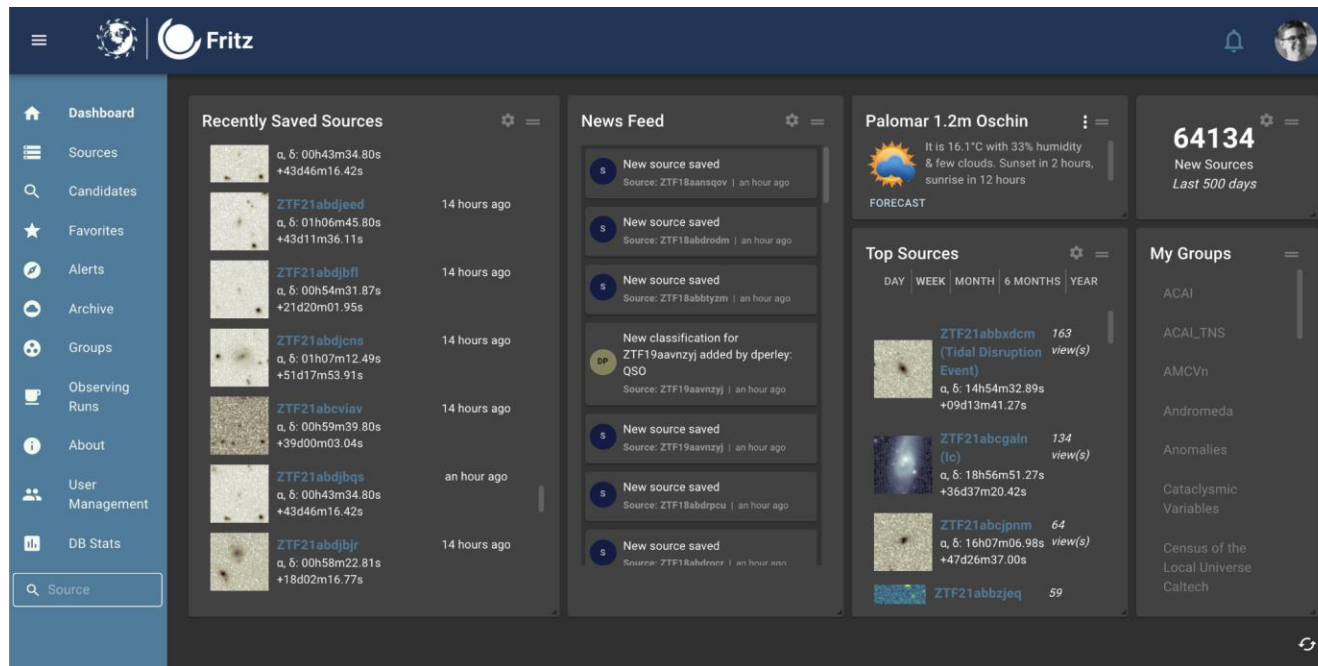 Fritz
Dashboard
Sources
Candidates
Favorites
Alerts
Archive
Groups
Observing
Runs
About
User
Management
DB Stats
Source
Recently Saved Sources
α, δ: 00h43m34.80s
+43d46m16.42s
ZTF21abdjeed
14 hours ago
α, δ: 01h06m45.80s
+43d11m36.11s
ZTF21abdjbfl
14 hours ago
α, δ: 00h54m31.87s
+21d20m01.95s
ZTF21abdjcns
14 hours ago
α, δ: 01h07m12.49s
+51d17m53.91s
ZTF21abcviav
14 hours ago
α, δ: 00h59m39.80s
+39d00m03.04s
ZTF21abdjbqs
an hour ago
α, δ: 00h43m34.80s
+43d46m16.42s
ZTF21abdjbjr
14 hours ago
α, δ: 00h58m22.81s
+18d02m16.77s
News Feed
S
New source saved
Source: ZTF18aansqov | an hour ago
S
New source saved
Source: ZTF18abdrodm | an hour ago
S
New source saved
Source: ZTF18abbtyzm | an hour ago
DP
New classification for
ZTF19aavnzyj added by dperley:
QSO
Source: ZTF19aavnzyj | an hour ago
S
New source saved
Source: ZTF19aavnzyj | an hour ago
S
New source saved
Source: ZTF18abdrpcu | an hour ago
S
New source saved
Source: ZTF18abdrocr | an hour ago
Palomar 1.2m Oschin
It is 16.1°C with 33% humidity
& few clouds. Sunset in 2 hours,
sunrise in 12 hours
FORECAST
64134
New Sources
Last 500 days
Top Sources
DAY WEEK MONTH 6 MONTHS YEAR
ZTF21abbxdcm 163
(Tidal Disruption view(s)
Event)
α, δ: 14h54m32.89s
+09d13m41.27s
ZTF21abcgaln 134
(Ic) view(s)
α, δ: 18h56m51.27s
+36d37m20.42s
ZTF21abcjpnm 64
α, δ: 16h07m06.98s view(s)
+47d26m37.00s
ZTF21abbzjeq 59
My Groups
ACAI
ACAI_TNS
AMCVn
Andromeda
Anomalies
Cataclysmic
Variables
Census of the
Local Universe
Caltech